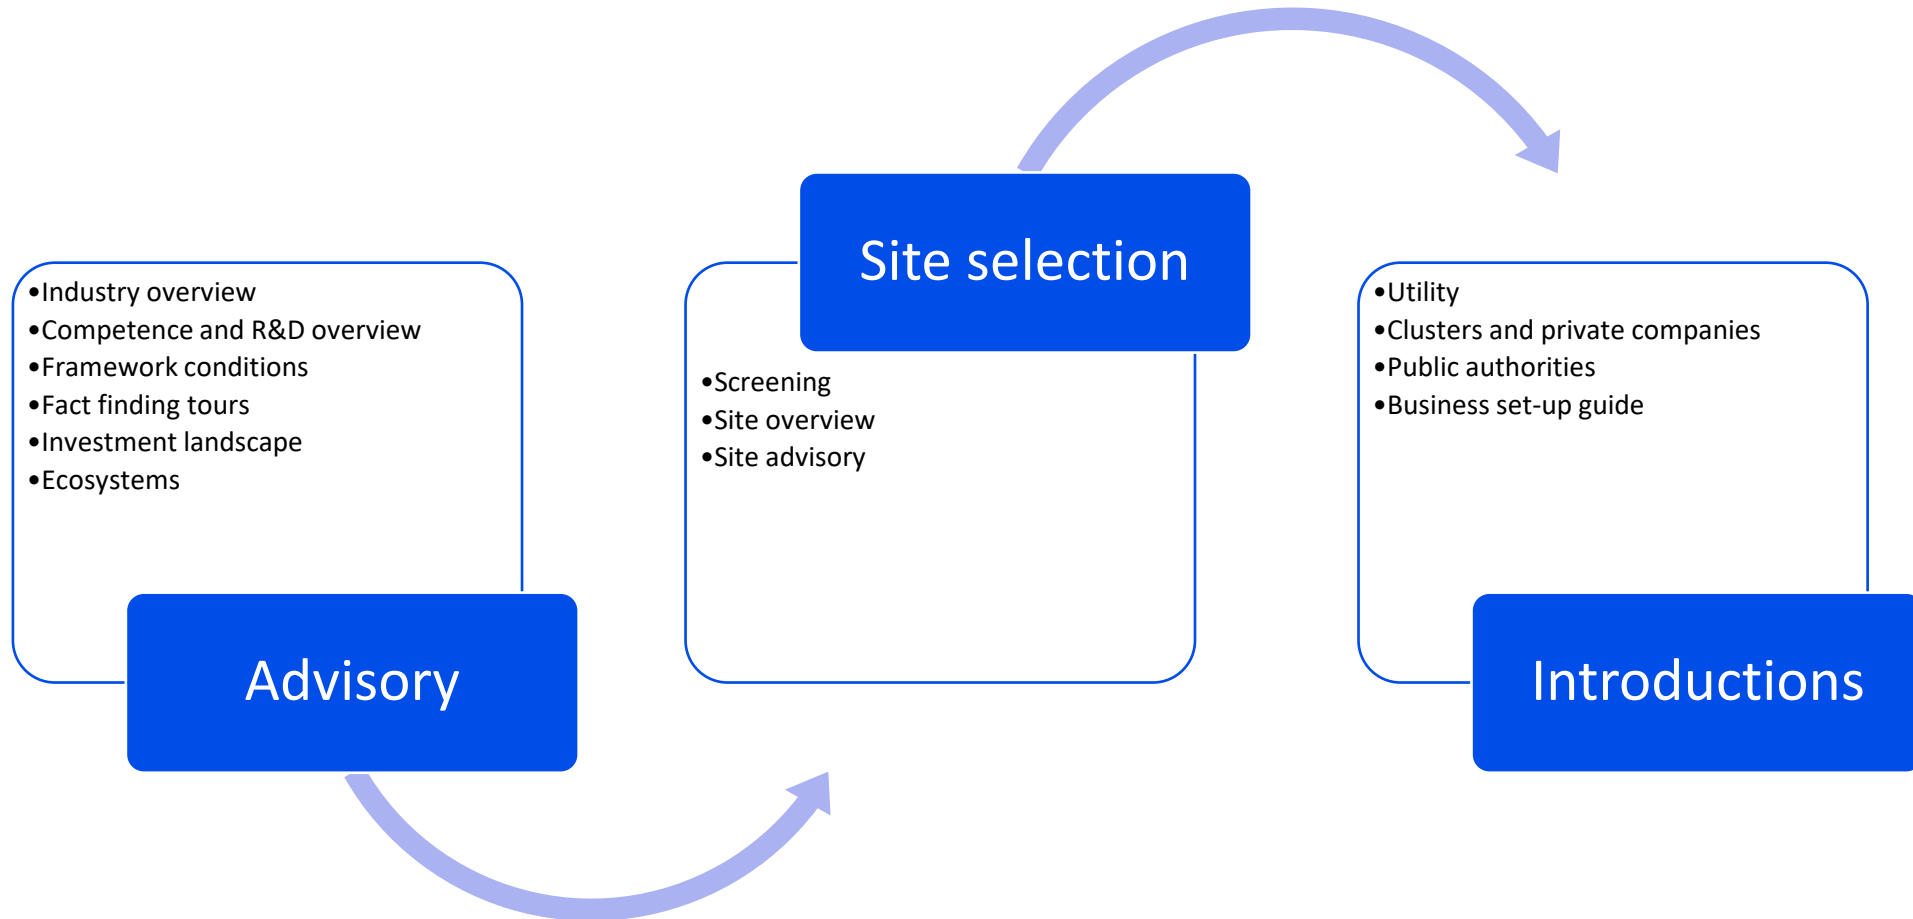 •Industry overview
•Competence and R&D overview
•Framework conditions
•Fact finding tours
•Investment landscape
•Ecosystems
Advisory
Site selection
•Screening
•Site overview
•Site advisory
•Utility
•Clusters and private companies
•Public authorities
•Business set-up guide
Introductions